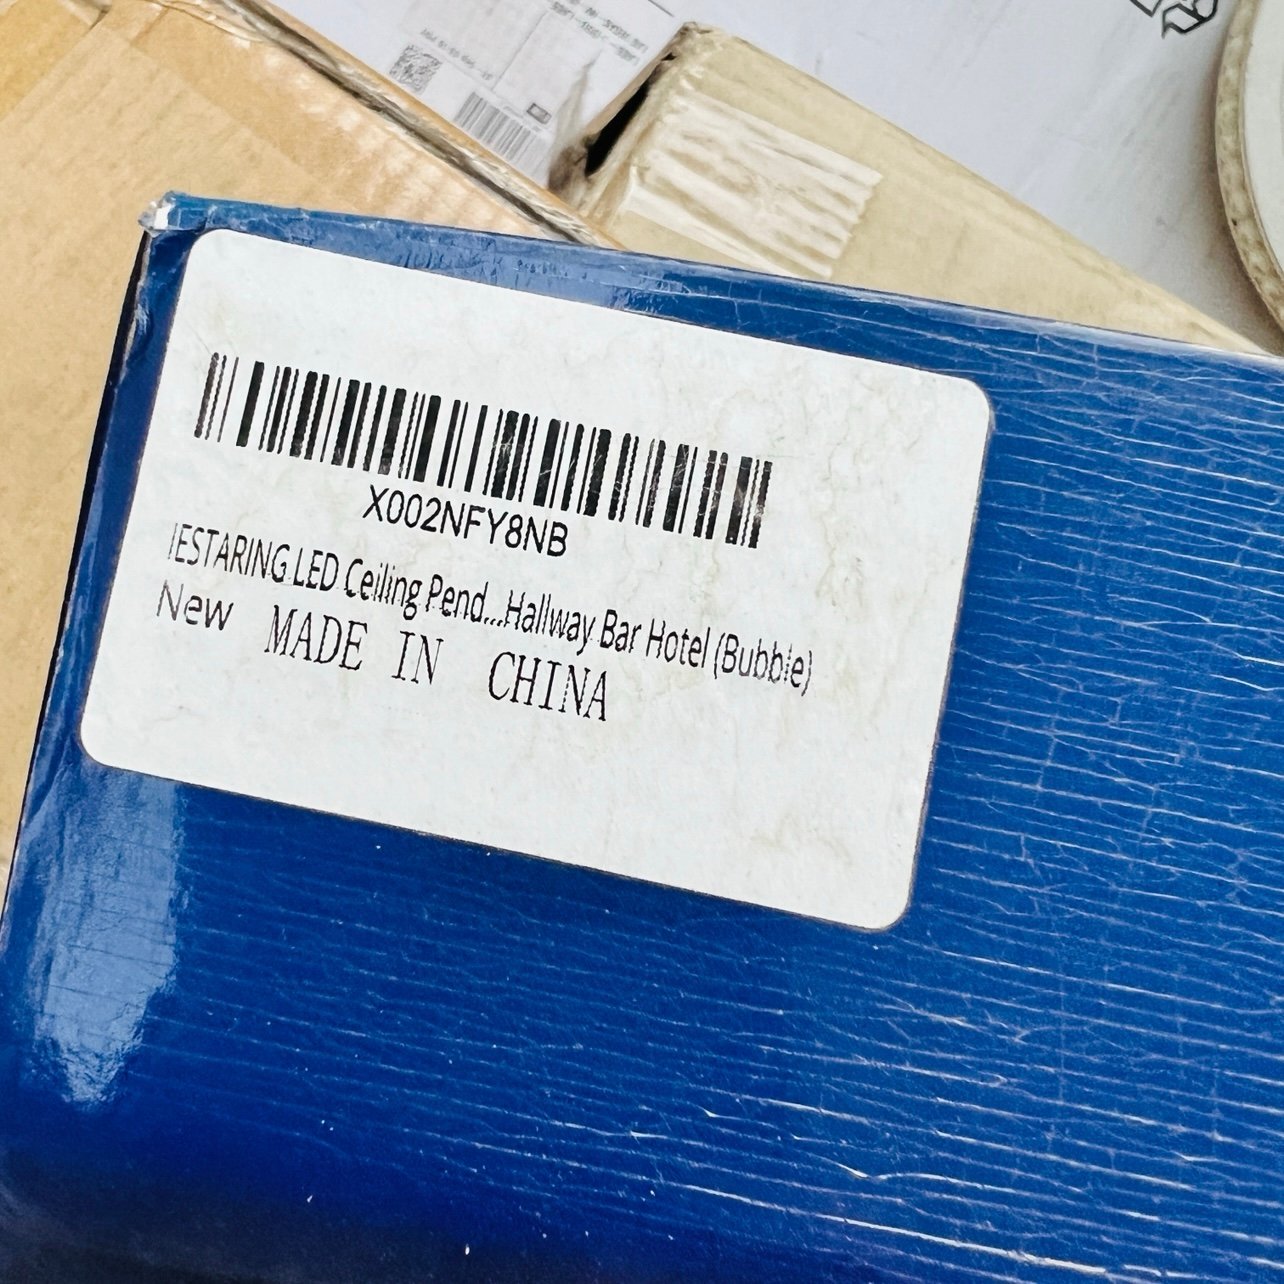 X002NFY8NB
IESTARING LED Ceiling Pend...Hallway Bar Hotel (Bubble)
New MADE IN CHINA